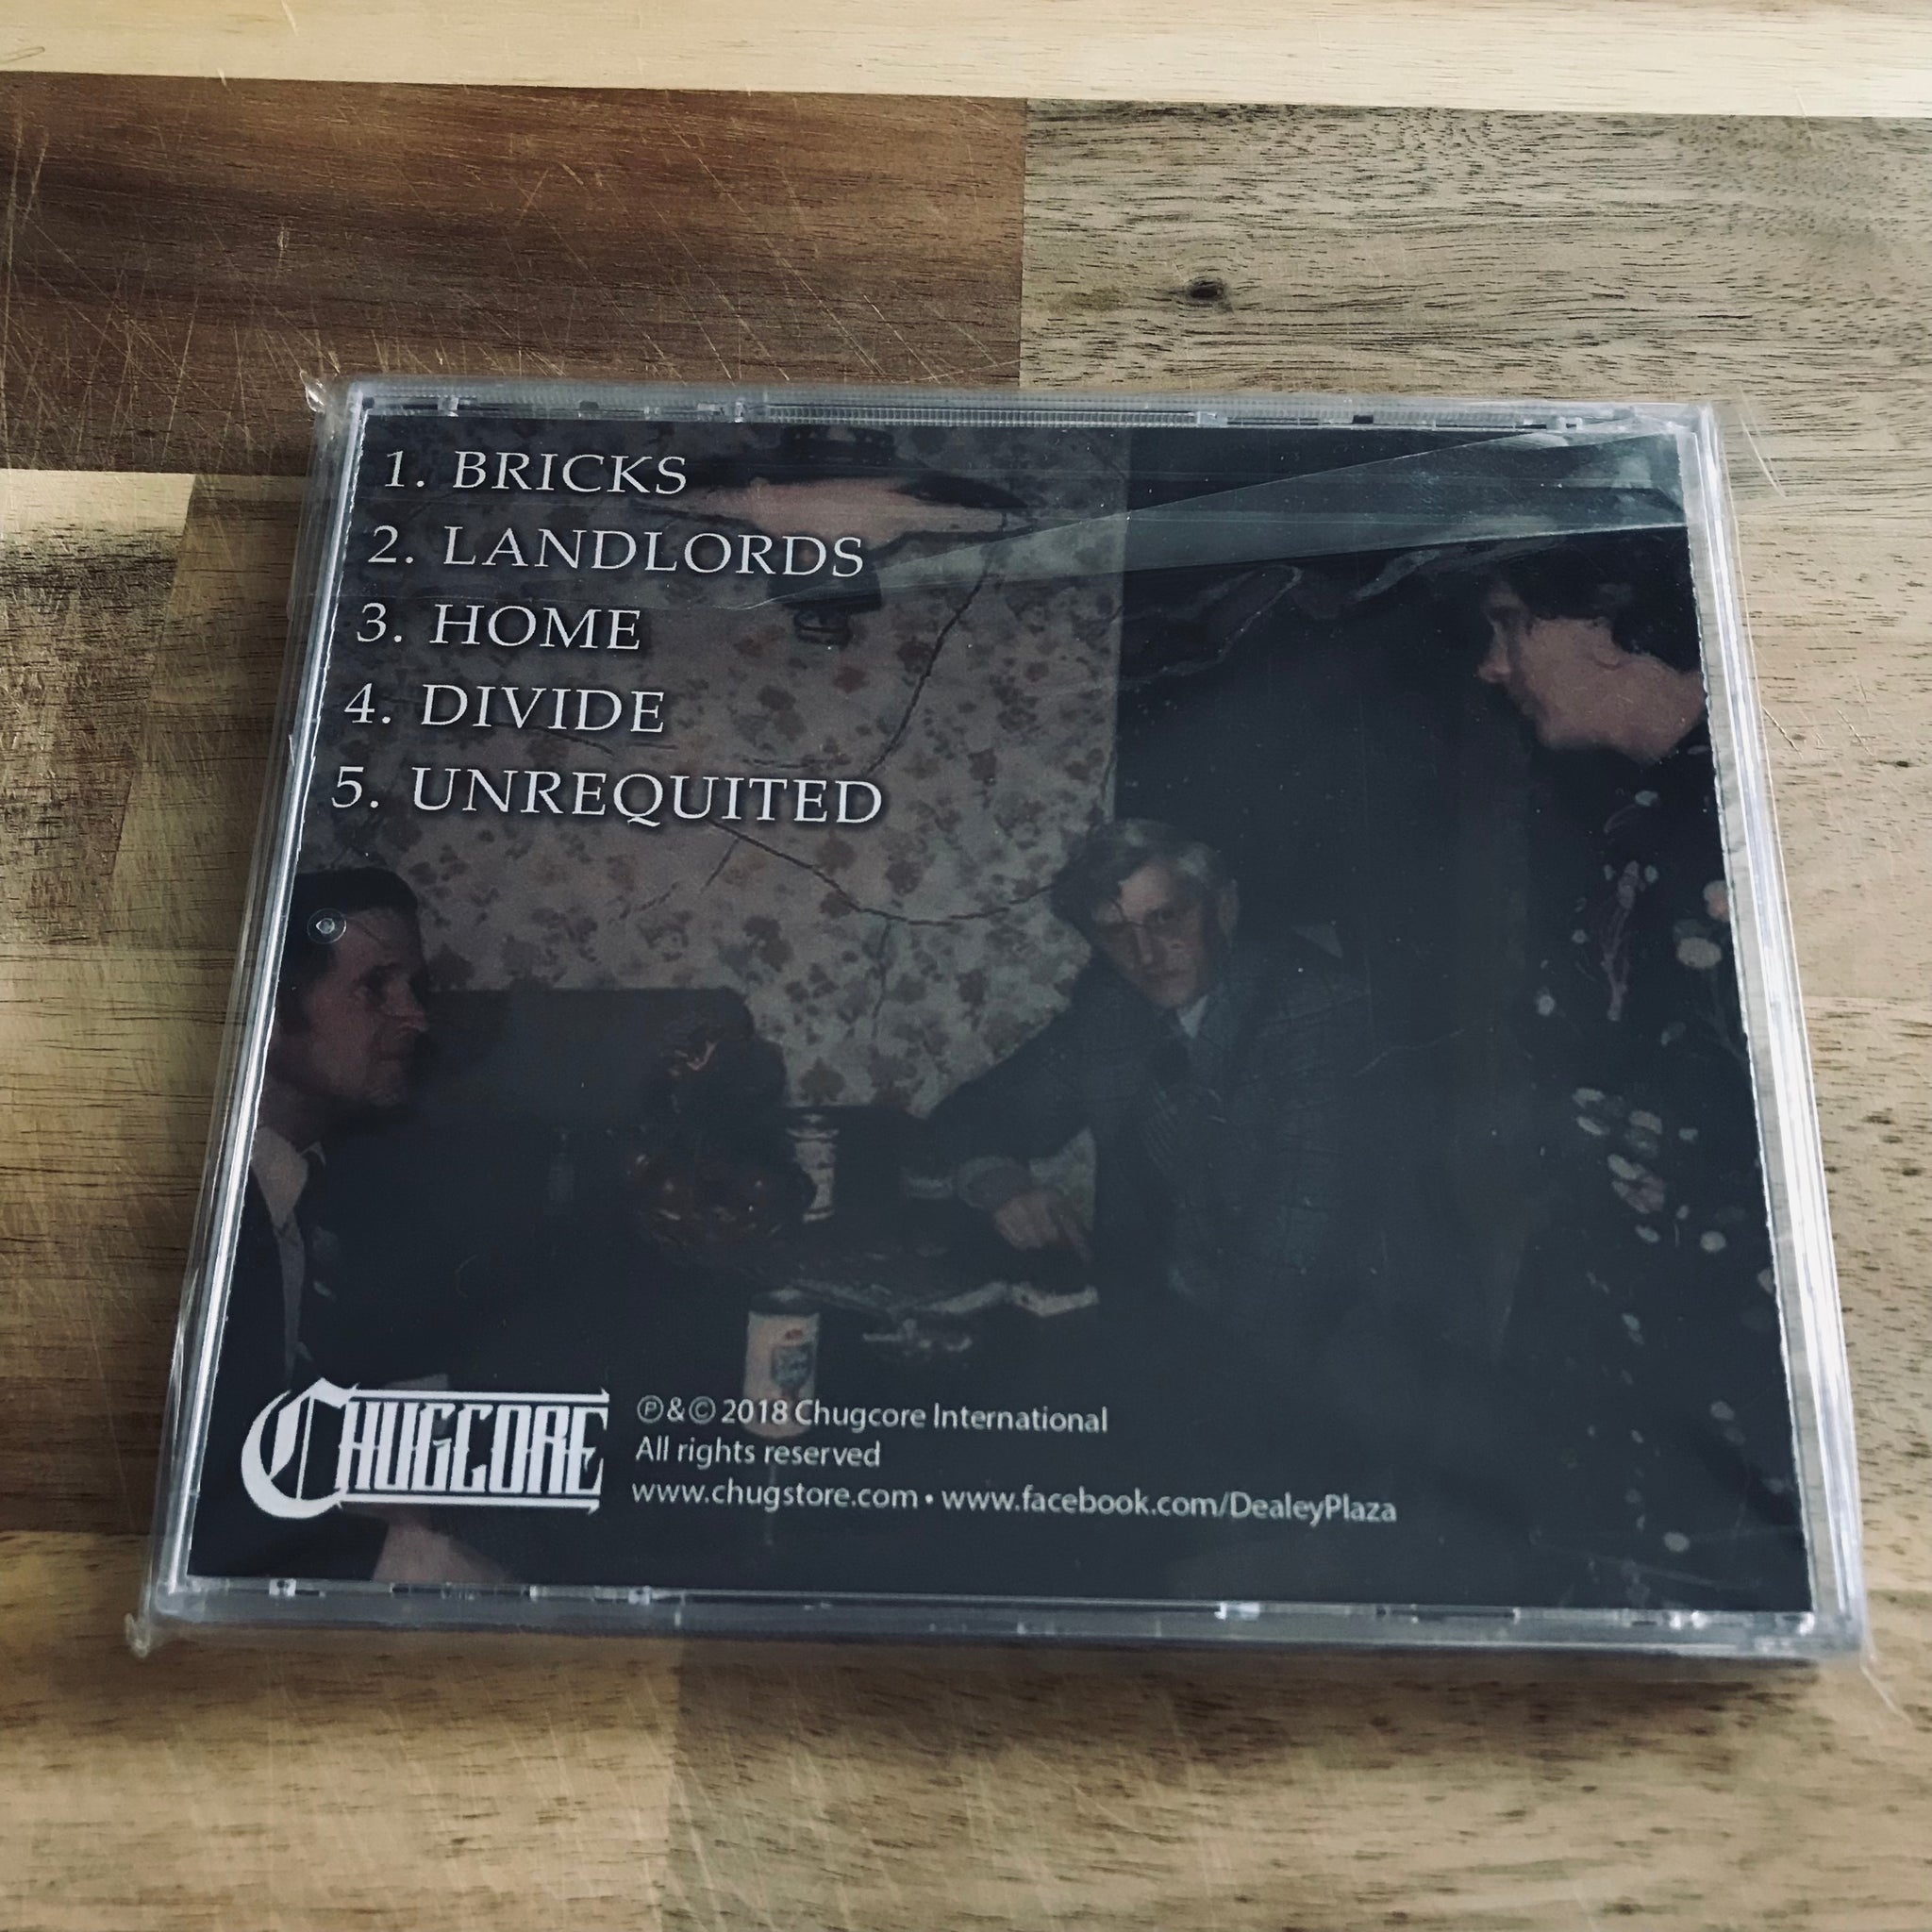 1. BRICKS
2. LANDLORDS
3. HOME
4. DIVIDE
5. UNREQUITED
CHUGCORE
Ⓟ & © 2018 Chugcore International
All rights reserved
www.chugstore.com • www.facebook.com/DealeyPlaza